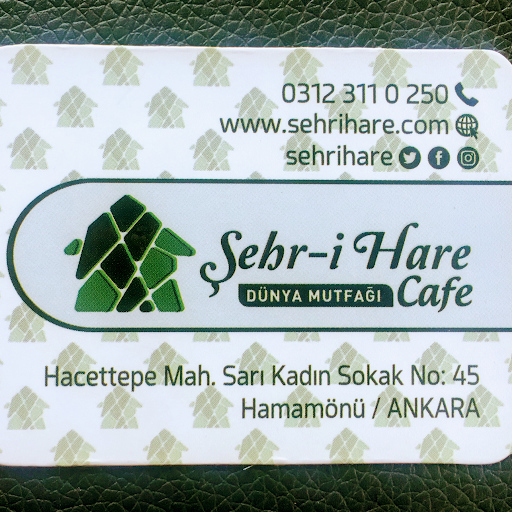 0312 311 0 250
www.sehrihare.com
sehrihare
Şehr-i Hare
DÜNYA MUTFAĞI Cafe
Hacettepe Mah. Sarı Kadın Sokak No: 45
Hamamönü / ANKARA